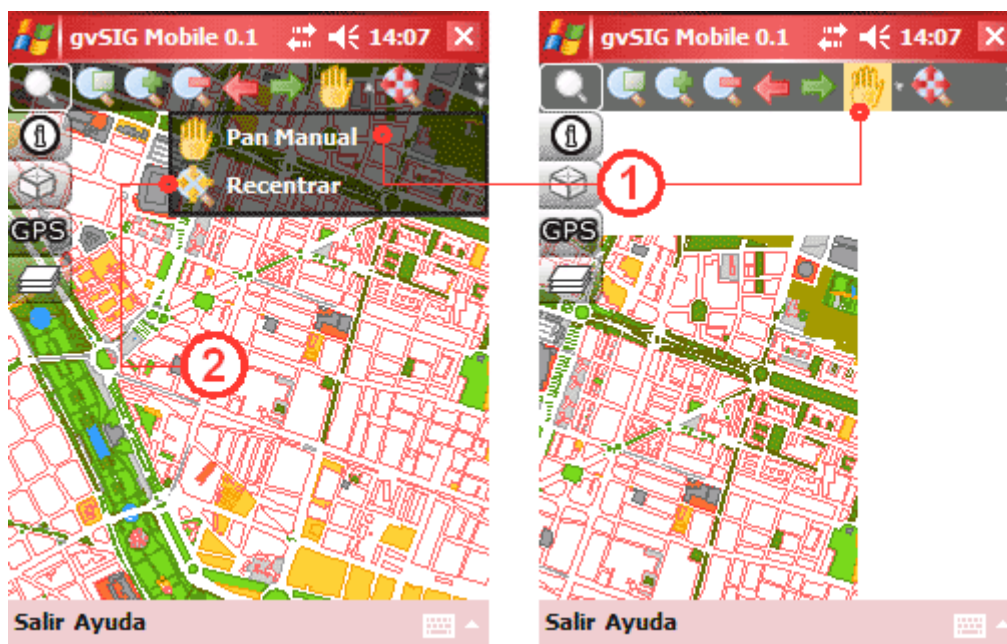 gvSIG Mobile 0.1 14:07
Pan Manual
Recentrar
GPS
2
Salir Ayuda
1
gvSIG Mobile 0.1 14:07
GPS
Salir Ayuda